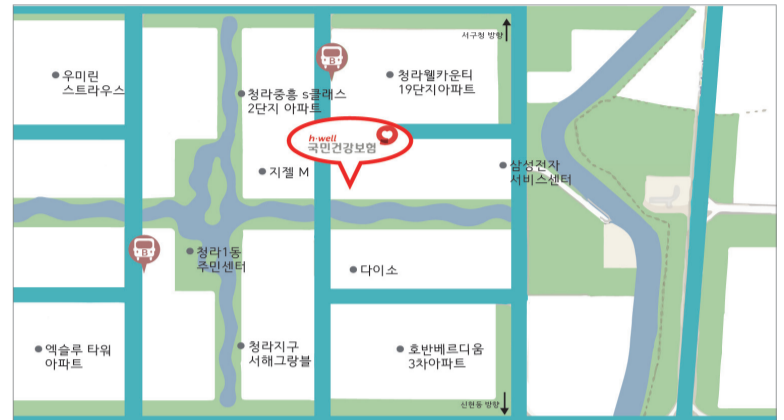 서구청 방향
우미린
스트라우스
B
청라웰카운티
19단지아파트
청라중흥 s클래스
2단지 아파트
h·well
국민건강보험
지젤 M
삼성전자
서비스센터
B
청라1동
주민센터
다이소
엑슬루 타워
아파트
청라지구
서해그랑블
호반베르디움
3차아파트
신현동 방향